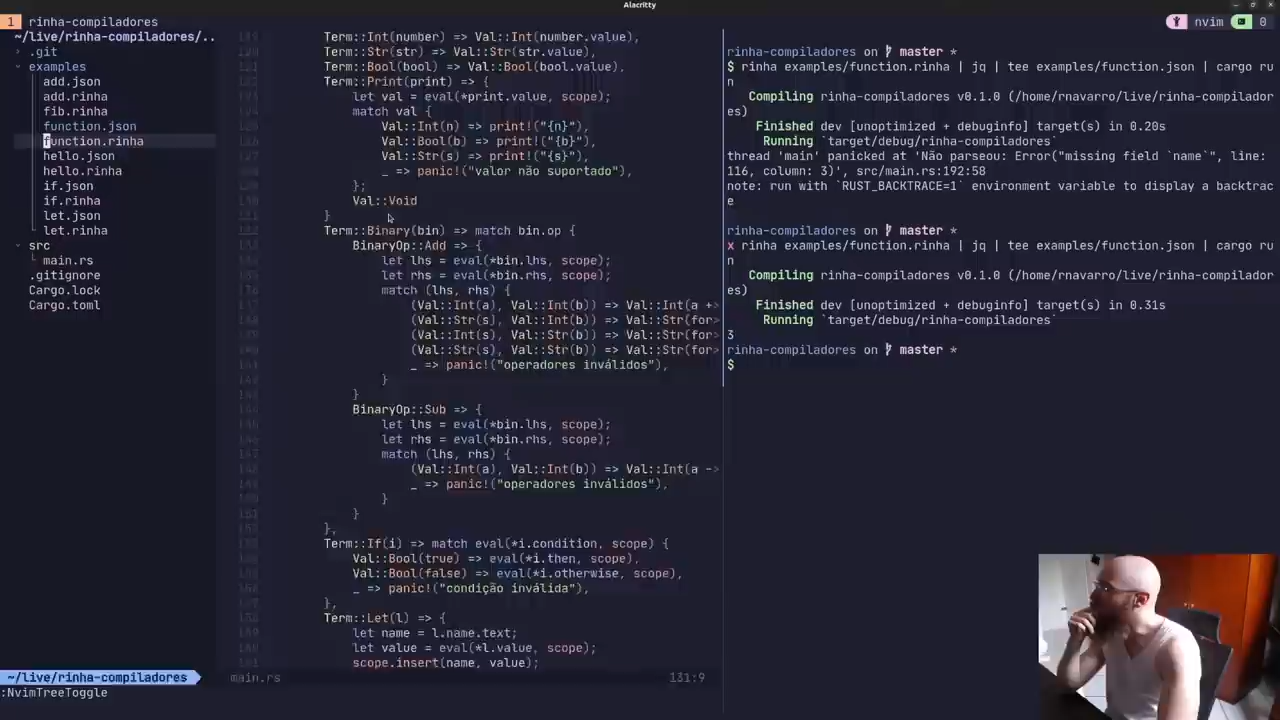 Alacritty
1 rinha-compiladores
nvim 0
~/live/rinha-compiladores/..
.git
examples
add.json
add.rinha
fib.rinha
function.json
function.rinha
hello.json
hello.rinha
if.json
if.rinha
let.json
let.rinha
src
main.rs
.gitignore
Cargo.lock
Cargo.toml
~/live/rinha-compiladores
:NvimTreeToggle
Term::Int(number) => Val::Int(number.value),
Term::Str(str) => Val::Str(str.value),
Term::Bool(bool) => Val::Bool(bool.value),
Term::Print(print) => {
let val = eval(*print.value, scope);
match val {
Val::Int(n) => print!("{n}"),
Val::Bool(b) => print!("{b}"),
Val::Str(s) => print!("{s}"),
_ => panic!("valor não suportado"),
};
Val::Void
}
Term::Binary(bin) => match bin.op {
BinaryOp::Add => {
let lhs = eval(*bin.lhs, scope);
let rhs = eval(*bin.rhs, scope);
match (lhs, rhs) {
(Val::Int(a), Val::Int(b)) => Val::Int(a +>
(Val::Str(s), Val::Int(b)) => Val::Str(for>
(Val::Int(s), Val::Str(b)) => Val::Str(for>
(Val::Str(s), Val::Str(b)) => Val::Str(for>
_ => panic!("operadores inválidos"),
}
}
BinaryOp::Sub => {
let lhs = eval(*bin.lhs, scope);
let rhs = eval(*bin.rhs, scope);
match (lhs, rhs) {
(Val::Int(a), Val::Int(b)) => Val::Int(a ->
_ => panic!("operadores inválidos"),
}
}
},
Term::If(i) => match eval(*i.condition, scope) {
Val::Bool(true) => eval(*i.then, scope),
Val::Bool(false) => eval(*i.otherwise, scope),
_ => panic!("condição inválida"),
},
Term::Let(l) => {
let name = l.name.text;
let value = eval(*l.value, scope);
scope.insert(name, value);
main.rs 131:9
rinha-compiladores on master *
$ rinha examples/function.rinha | jq | tee examples/function.json | cargo ru
n
Compiling rinha-compiladores v0.1.0 (/home/rnavarro/live/rinha-compilador
es)
Finished dev [unoptimized + debuginfo] target(s) in 0.20s
Running `target/debug/rinha-compiladores`
thread 'main' panicked at 'Não parseou: Error("missing field `name`", line:
116, column: 3)', src/main.rs:192:58
note: run with `RUST_BACKTRACE=1` environment variable to display a backtrac
e
rinha-compiladores on master *
x rinha examples/function.rinha | jq | tee examples/function.json | cargo ru
n
Compiling rinha-compiladores v0.1.0 (/home/rnavarro/live/rinha-compilador
es)
Finished dev [unoptimized + debuginfo] target(s) in 0.31s
Running `target/debug/rinha-compiladores`
3
rinha-compiladores on master *
$